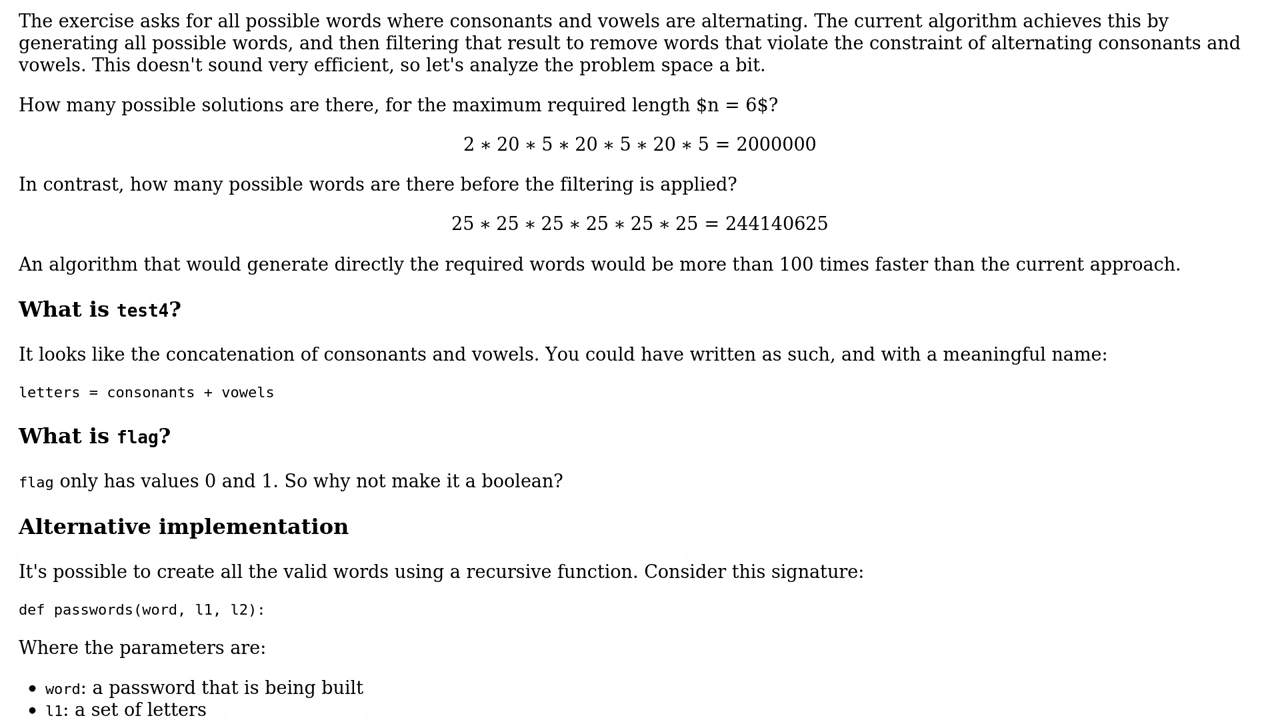 The exercise asks for all possible words where consonants and vowels are alternating. The current algorithm achieves this by
generating all possible words, and then filtering that result to remove words that violate the constraint of alternating consonants and
vowels. This doesn't sound very efficient, so let's analyze the problem space a bit.
How many possible solutions are there, for the maximum required length $n = 6$?
2 ∗ 20 ∗ 5 ∗ 20 ∗ 5 ∗ 20 ∗ 5 = 2000000
In contrast, how many possible words are there before the filtering is applied?
25 ∗ 25 ∗ 25 ∗ 25 ∗ 25 ∗ 25 = 244140625
An algorithm that would generate directly the required words would be more than 100 times faster than the current approach.
What is test4?
It looks like the concatenation of consonants and vowels. You could have written as such, and with a meaningful name:
letters = consonants + vowels
What is flag?
flag only has values 0 and 1. So why not make it a boolean?
Alternative implementation
It's possible to create all the valid words using a recursive function. Consider this signature:
def passwords(word, l1, l2):
Where the parameters are:
• word: a password that is being built
• l1: a set of letters